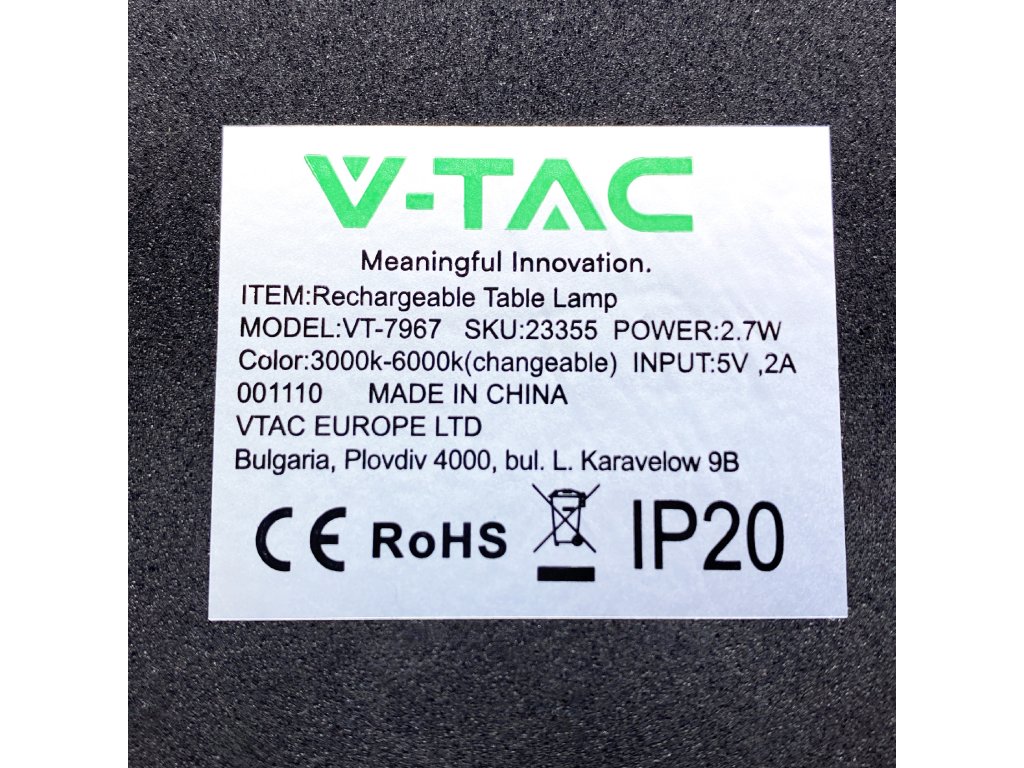 V-TAC
Meaningful Innovation.
ITEM:Rechargeable Table Lamp
MODEL:VT-7967 SKU:23355 POWER:2.7W
Color:3000k-6000k(changeable) INPUT:5V ,2A
001110 MADE IN CHINA
VTAC EUROPE LTD
Bulgaria, Plovdiv 4000, bul. L. Karavelow 9B
CE RoHS IP20